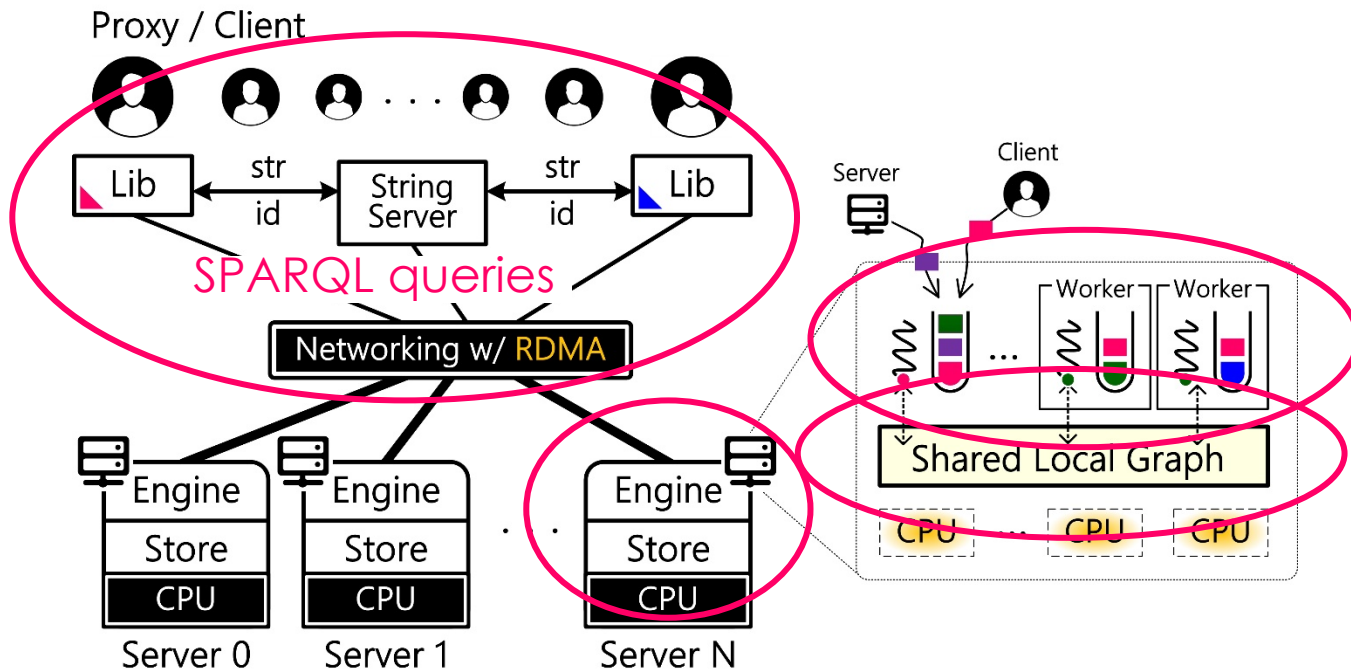 Proxy / Client
. . .
Lib
str
id
String
Server
str
id
Lib
SPARQL queries
Networking w/ RDMA
Engine
Store
CPU
Server 0
Engine
Store
CPU
Server 1
. . .
Engine
Store
CPU
Server N
Server
Client
...
Worker
Worker
Shared Local Graph
CPU
...
CPU
CPU